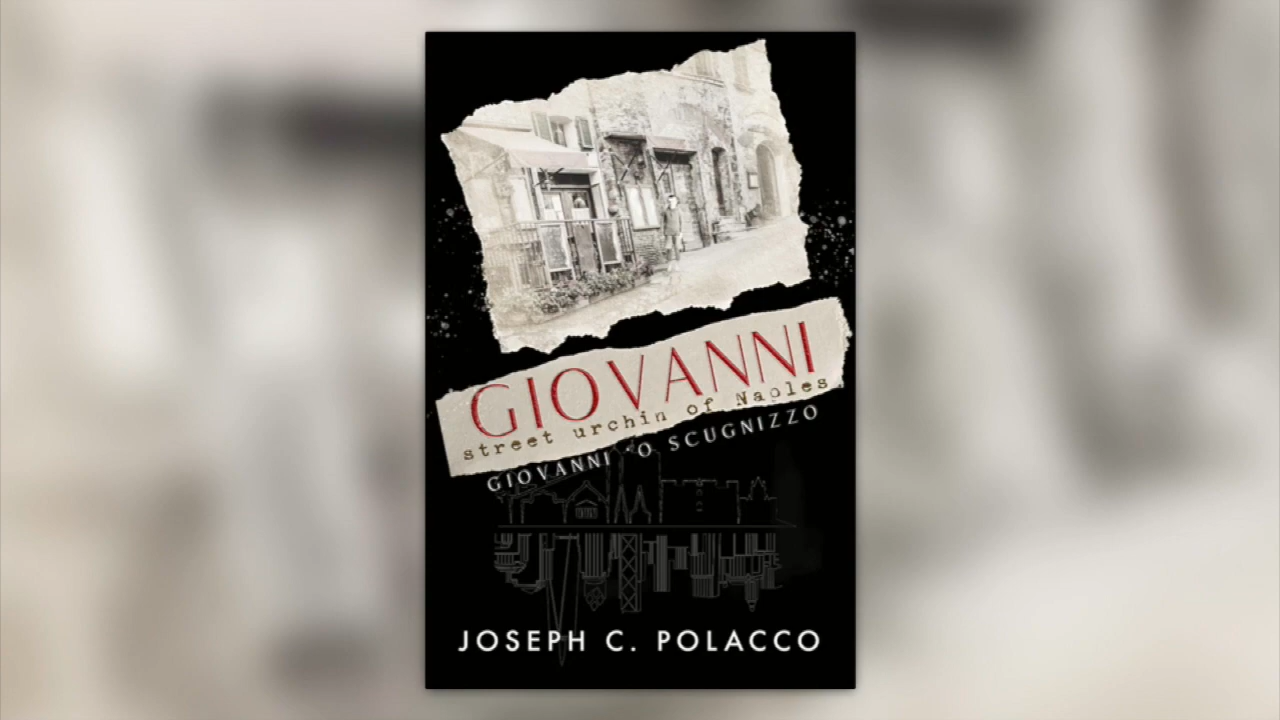 GIOVANNI
street urchin of Naples
GIOVANNI 'O SCUGNIZZO
JOSEPH C. POLACCO